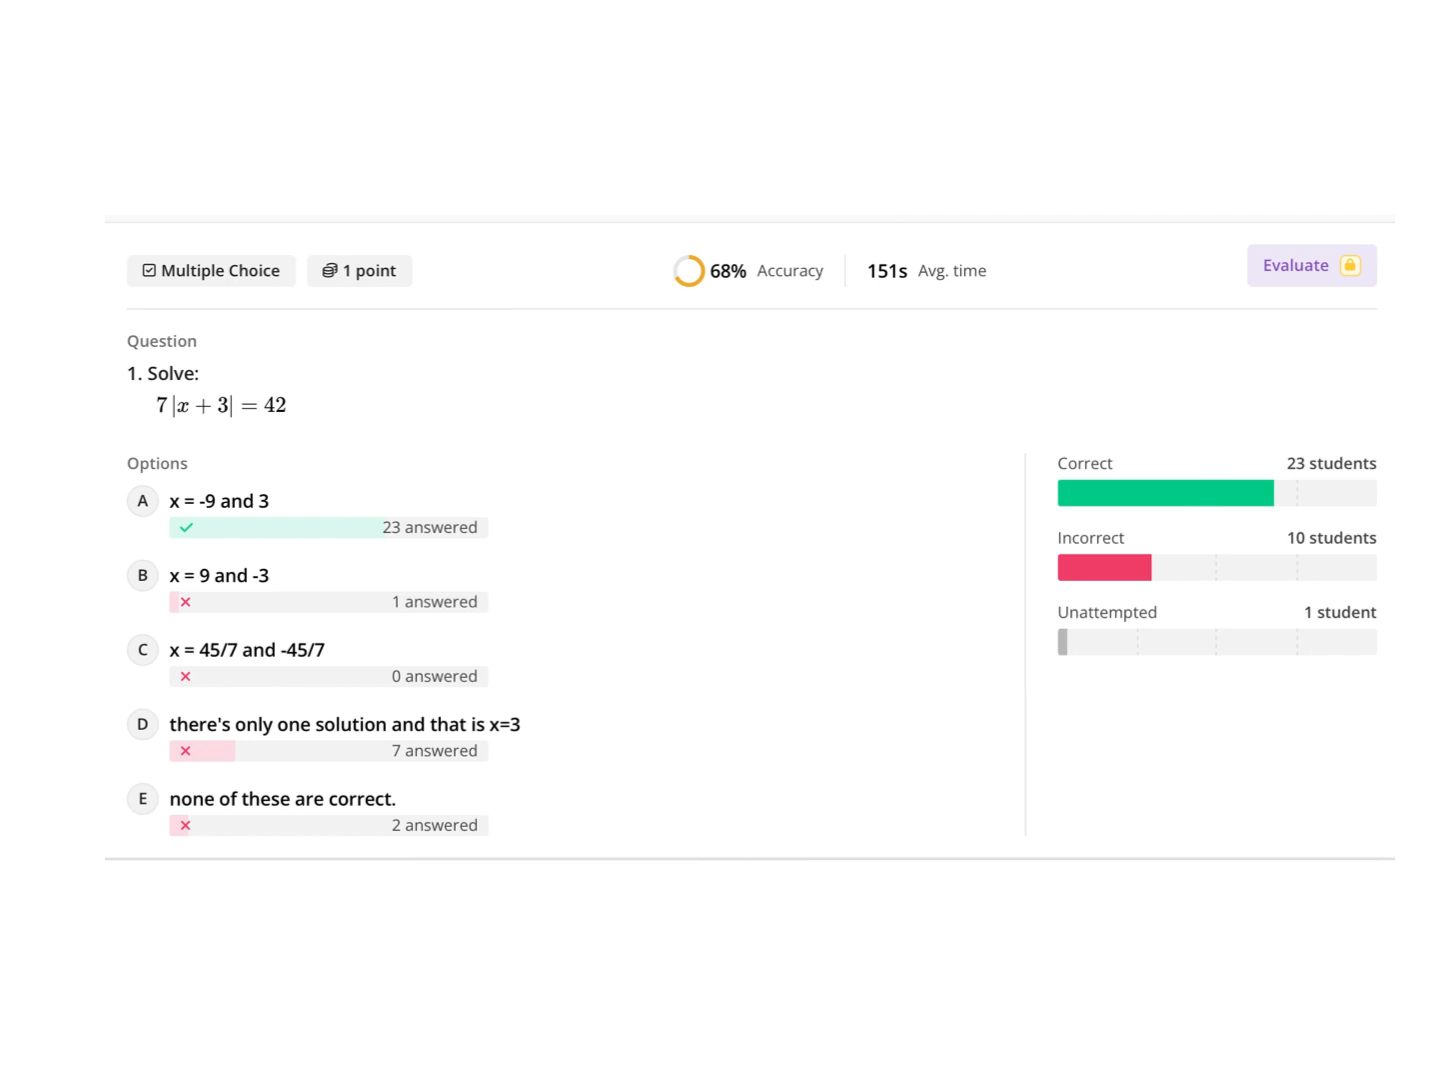 Multiple Choice
1 point
68% Accuracy
151s Avg. time
Evaluate
Question
1. Solve:
7 |x + 3| = 42
Options
A x = -9 and 3
23 answered
B x = 9 and -3
1 answered
C x = 45/7 and -45/7
0 answered
D there's only one solution and that is x=3
7 answered
E none of these are correct.
2 answered
Correct 23 students
Incorrect 10 students
Unattempted 1 student